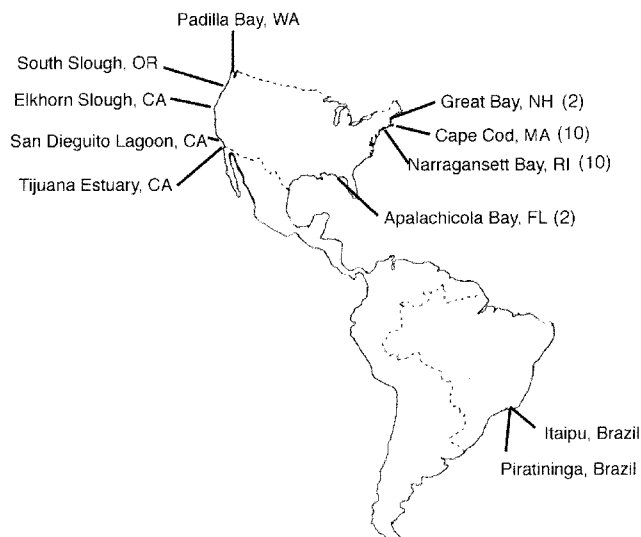 Padilla Bay, WA
South Slough, OR
Elkhorn Slough, CA
San Dieguito Lagoon, CA
Tijuana Estuary, CA
Great Bay, NH (2)
Cape Cod, MA (10)
Narragansett Bay, RI (10)
Apalachicola Bay, FL (2)
Itaipu, Brazil
Piratininga, Brazil